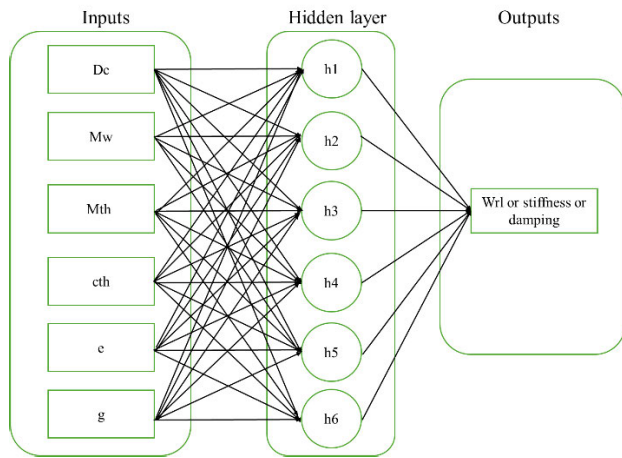 Inputs
Hidden layer
Outputs
Dc
Mw
Mth
cth
e
g
h1
h2
h3
h4
h5
h6
Wrl or stiffness or
damping